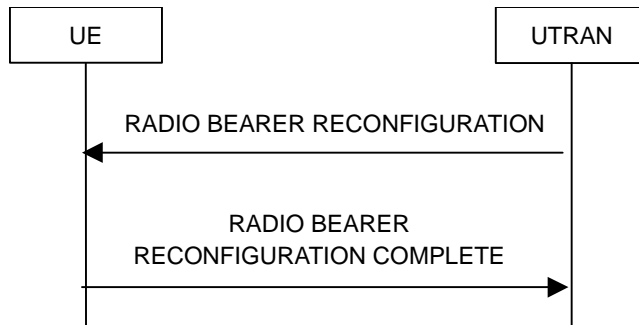 UE
UTRAN
RADIO BEARER RECONFIGURATION
RADIO BEARER
RECONFIGURATION COMPLETE